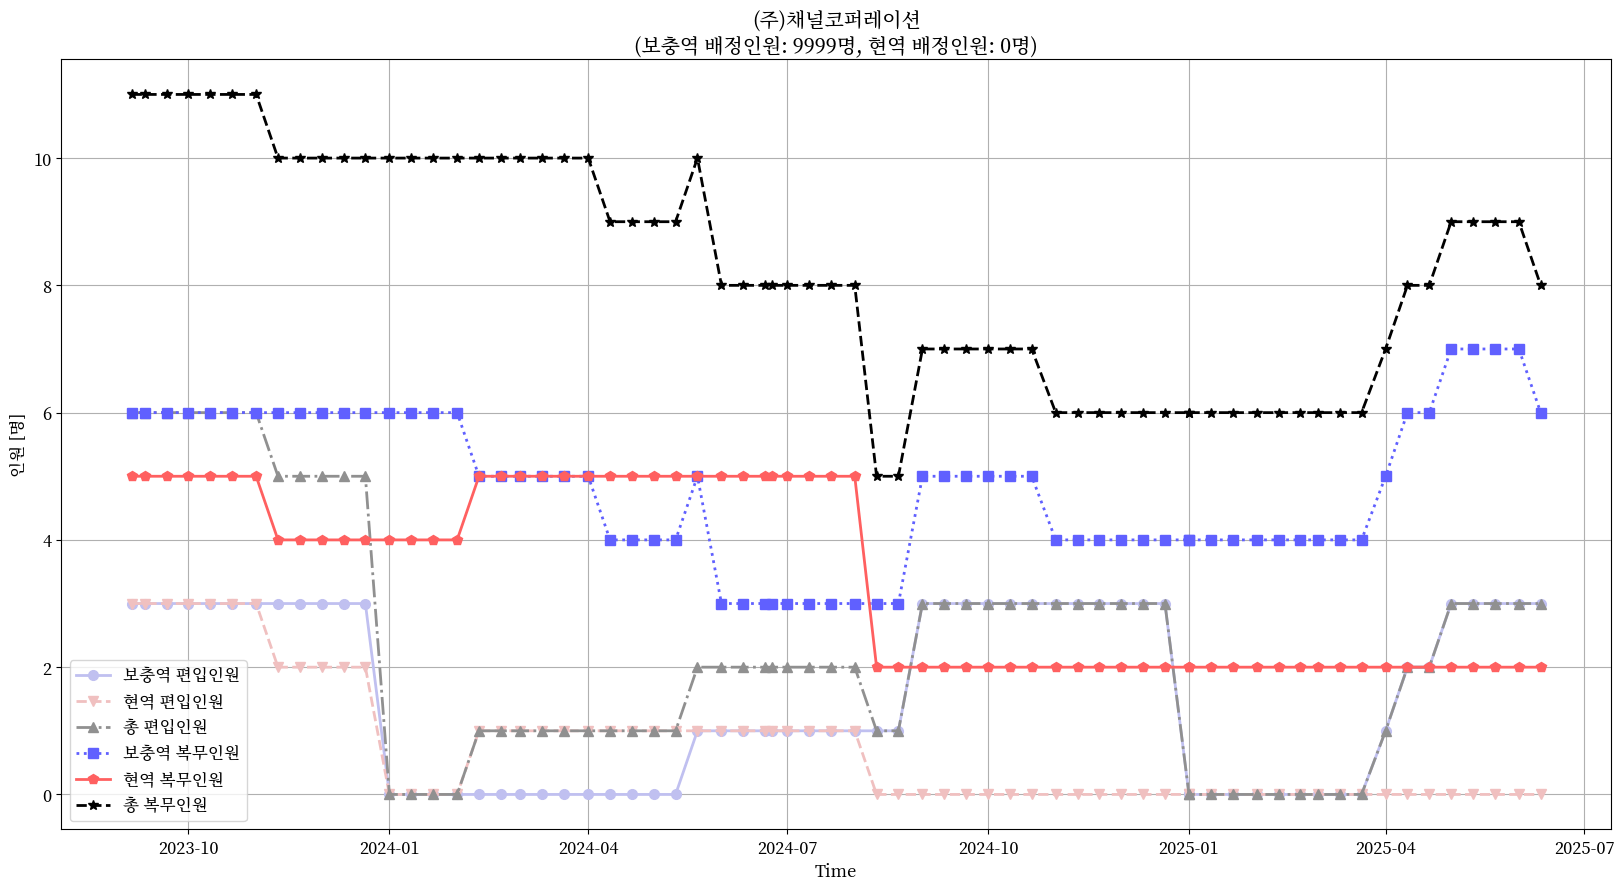 (주)채널코퍼레이션
(보충역 배정인원: 9999명, 현역 배정인원: 0명)
인원 [명]
10
8
6
4
2
0
보충역 편입인원
현역 편입인원
총 편입인원
보충역 복무인원
현역 복무인원
총 복무인원
2023-10 2024-01 2024-04 2024-07 2024-10 2025-01 2025-04 2025-07
Time